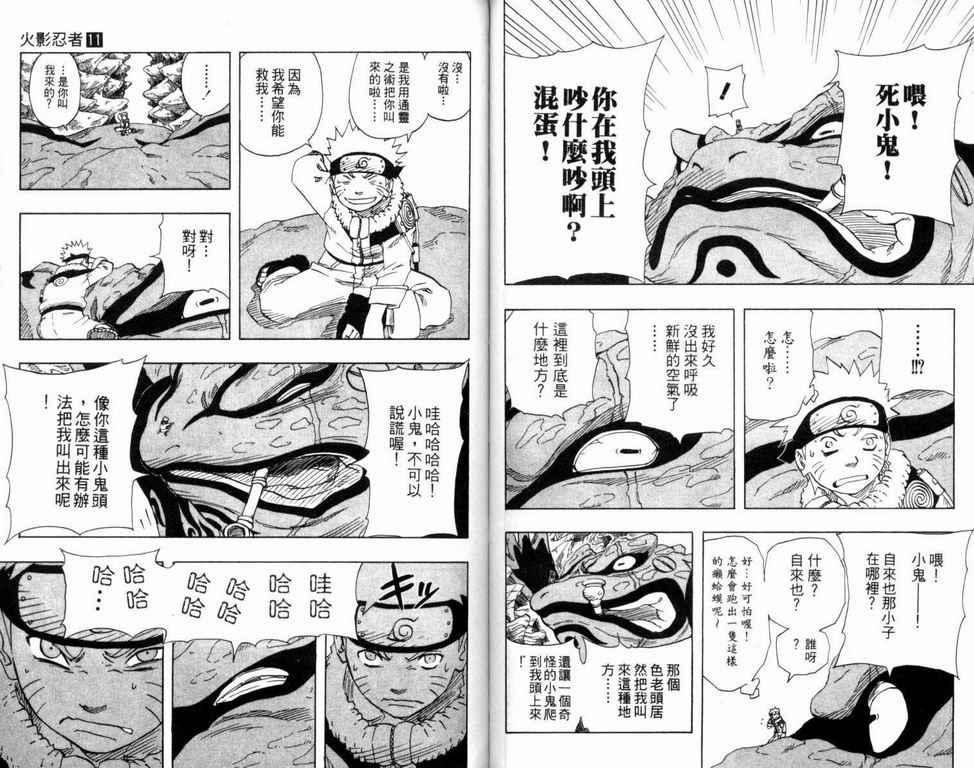 喂！
死小鬼！
你在我頭上
吵什麼吵啊？
混蛋！
！
…!!?
怎……
怎麼啦？
我好久
沒出來呼吸
新鮮的空氣了
……
這裡到底是
什麼地方？
喂！
小鬼——
自來也那小子
在哪裡？
什麼？
自來也？
誰呀
？
好…好可怕喔！
怎麼會跑出一隻這樣
的癩蛤蟆呢～
那個
色老頭居
然把我叫
來這種地
方……
還讓一個奇
怪的小鬼爬
到我頭上來
！
火影忍者11
沒…
沒有啦…
是我用通靈
之術把你叫
來的啦……
因為
我希望你能
救我……
…！
…是你叫
我來的？
對…
對呀！
哇哈哈哈哈！
小鬼，不可以
說謊喔！
像你這種小鬼頭
，怎麼可能有辦
法把我叫出來呢
！
哇哈
哈哈
哈哈
哈哈
哈哈
哈…